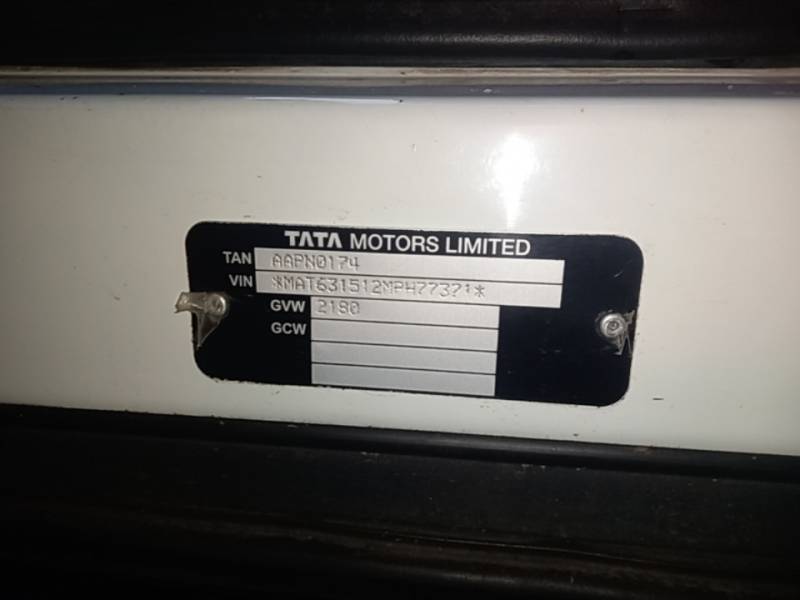 TATA MOTORS LIMITED
TAN AAPN0174
VIN *MAT631512MPH77371*
GVW 2180
GCW